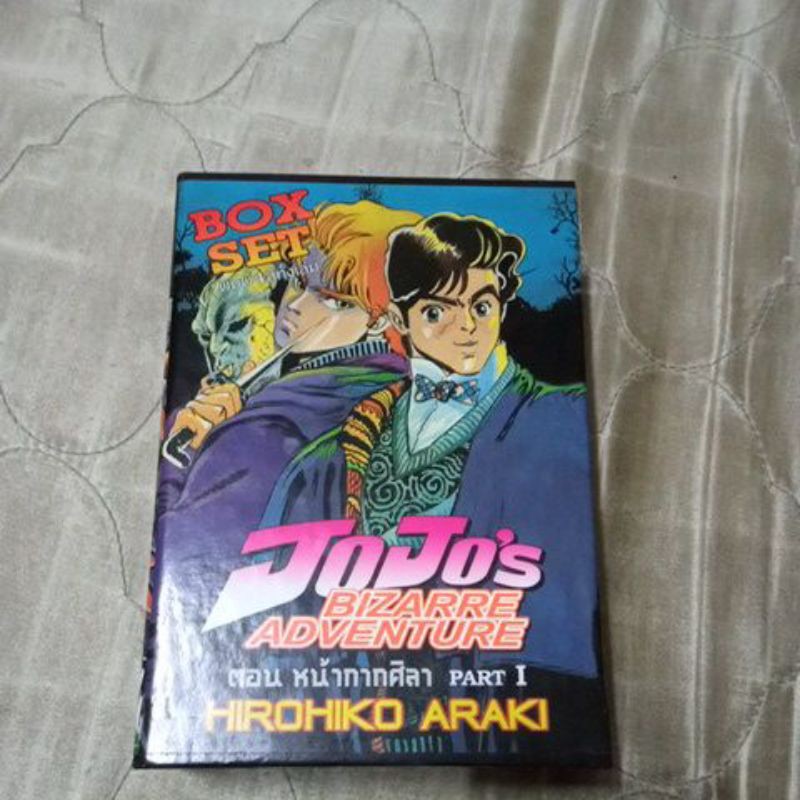 BOX
SET
JOJO'S
BIZARRE
ADVENTURE
ตอน หน้ากากศิลา PART I
HIROHIKO ARAKI